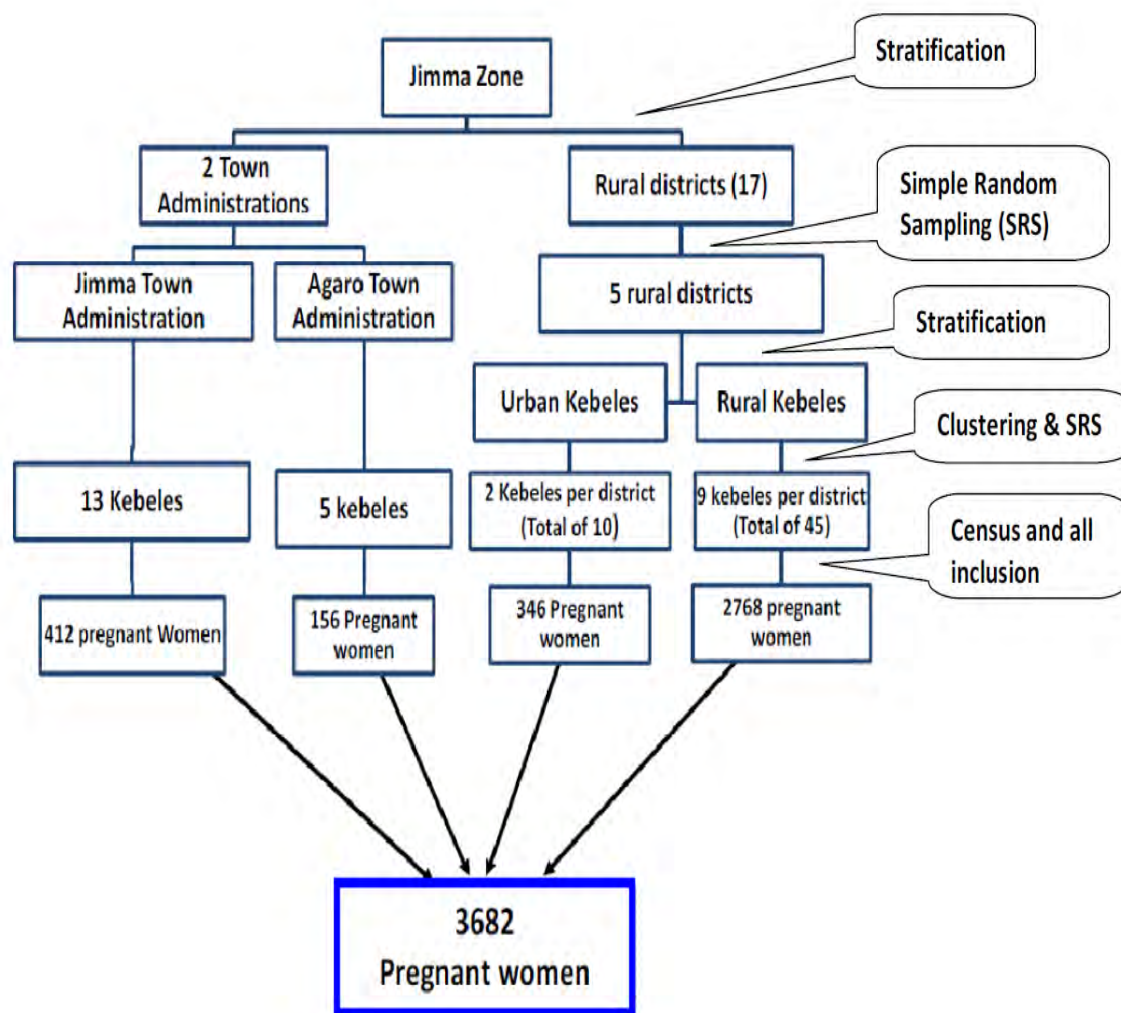 Stratification
Jimma Zone
2 Town
Administrations
Rural districts (17)
Simple Random
Sampling (SRS)
Jimma Town
Administration
Agaro Town
Administration
5 rural districts
Stratification
Urban Kebeles
Rural Kebeles
Clustering & SRS
13 Kebeles
5 kebeles
2 Kebeles per district
(Total of 10)
9 kebeles per district
(Total of 45)
Census and all
inclusion
412 pregnant Women
156 Pregnant
women
346 Pregnant
women
2768 pregnant
women
3682
Pregnant women